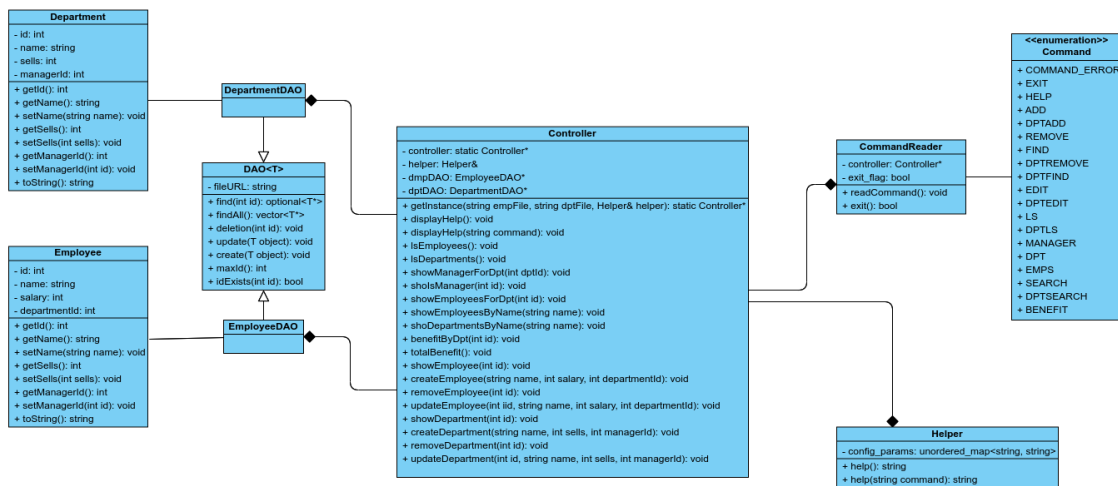 Department
- id: int
- name: string
- sells: int
- managerId: int
+ getId(): int
+ getName(): string
+ setName(string name): void
+ getSells(): int
+ setSells(int sells): void
+ getManagerId(): int
+ setManagerId(int id): void
+ toString(): string
DepartmentDAO
DAO<T>
- fileURL: string
+ find(int id): optional<T*>
+ findAll(): vector<T*>
+ deletion(int id): void
+ update(T object): void
+ create(T object): void
+ maxId(): int
+ idExists(int id): bool
Employee
- id: int
- name: string
- salary: int
- departmentId: int
+ getId(): int
+ getName(): string
+ setName(string name): void
+ getSells(): int
+ setSells(int sells): void
+ getManagerId(): int
+ setManagerId(int id): void
+ toString(): string
EmployeeDAO
Controller
- controller: static Controller*
- helper: Helper&
- dmpDAO: EmployeeDAO*
- dptDAO: DepartmentDAO*
+ getInstance(string empFile, string dptFile, Helper& helper): static Controller*
+ displayHelp(): void
+ displayHelp(string command): void
+ lsEmployees(): void
+ lsDepartments(): void
+ showManagerForDpt(int dptId): void
+ shoIsManager(int id): void
+ showEmployeesForDpt(int id): void
+ showEmployeesByName(string name): void
+ shoDepartmentsByName(string name): void
+ benefitByDpt(int id): void
+ totalBenefit(): void
+ showEmployee(int id): void
+ createEmployee(string name, int salary, int departmentId): void
+ removeEmployee(int id): void
+ updateEmployee(int iid, string name, int salary, int departmentId): void
+ showDepartment(int id): void
+ createDepartment(string name, int sells, int managerId): void
+ removeDepartment(int id): void
+ updateDepartment(int id, string name, int sells, int managerId): void
CommandReader
- controller: Controller*
- exit_flag: bool
+ readCommand(): void
+ exit(): bool
<<enumeration>>
Command
+ COMMAND_ERROR
+ EXIT
+ HELP
+ ADD
+ DPTADD
+ REMOVE
+ FIND
+ DPTREMOVE
+ DPTFIND
+ EDIT
+ DPTEDIT
+ LS
+ DPTLS
+ MANAGER
+ DPT
+ EMPS
+ SEARCH
+ DPTSEARCH
+ BENEFIT
Helper
- config_params: unordered_map<string, string>
+ help(): string
+ help(string command): string